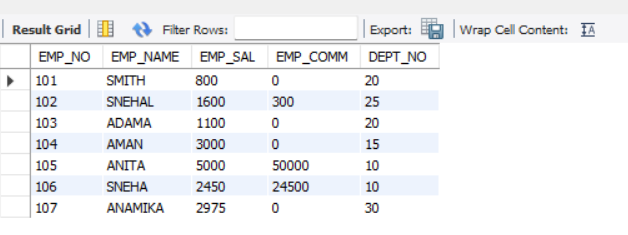 Result Grid Filter Rows: Export: Wrap Cell Content: IA
EMP_NO EMP_NAME EMP_SAL EMP_COMM DEPT_NO
101 SMITH 800 0 20
102 SNEHAL 1600 300 25
103 ADAMA 1100 0 20
104 AMAN 3000 0 15
105 ANITA 5000 50000 10
106 SNEHA 2450 24500 10
107 ANAMIKA 2975 0 30